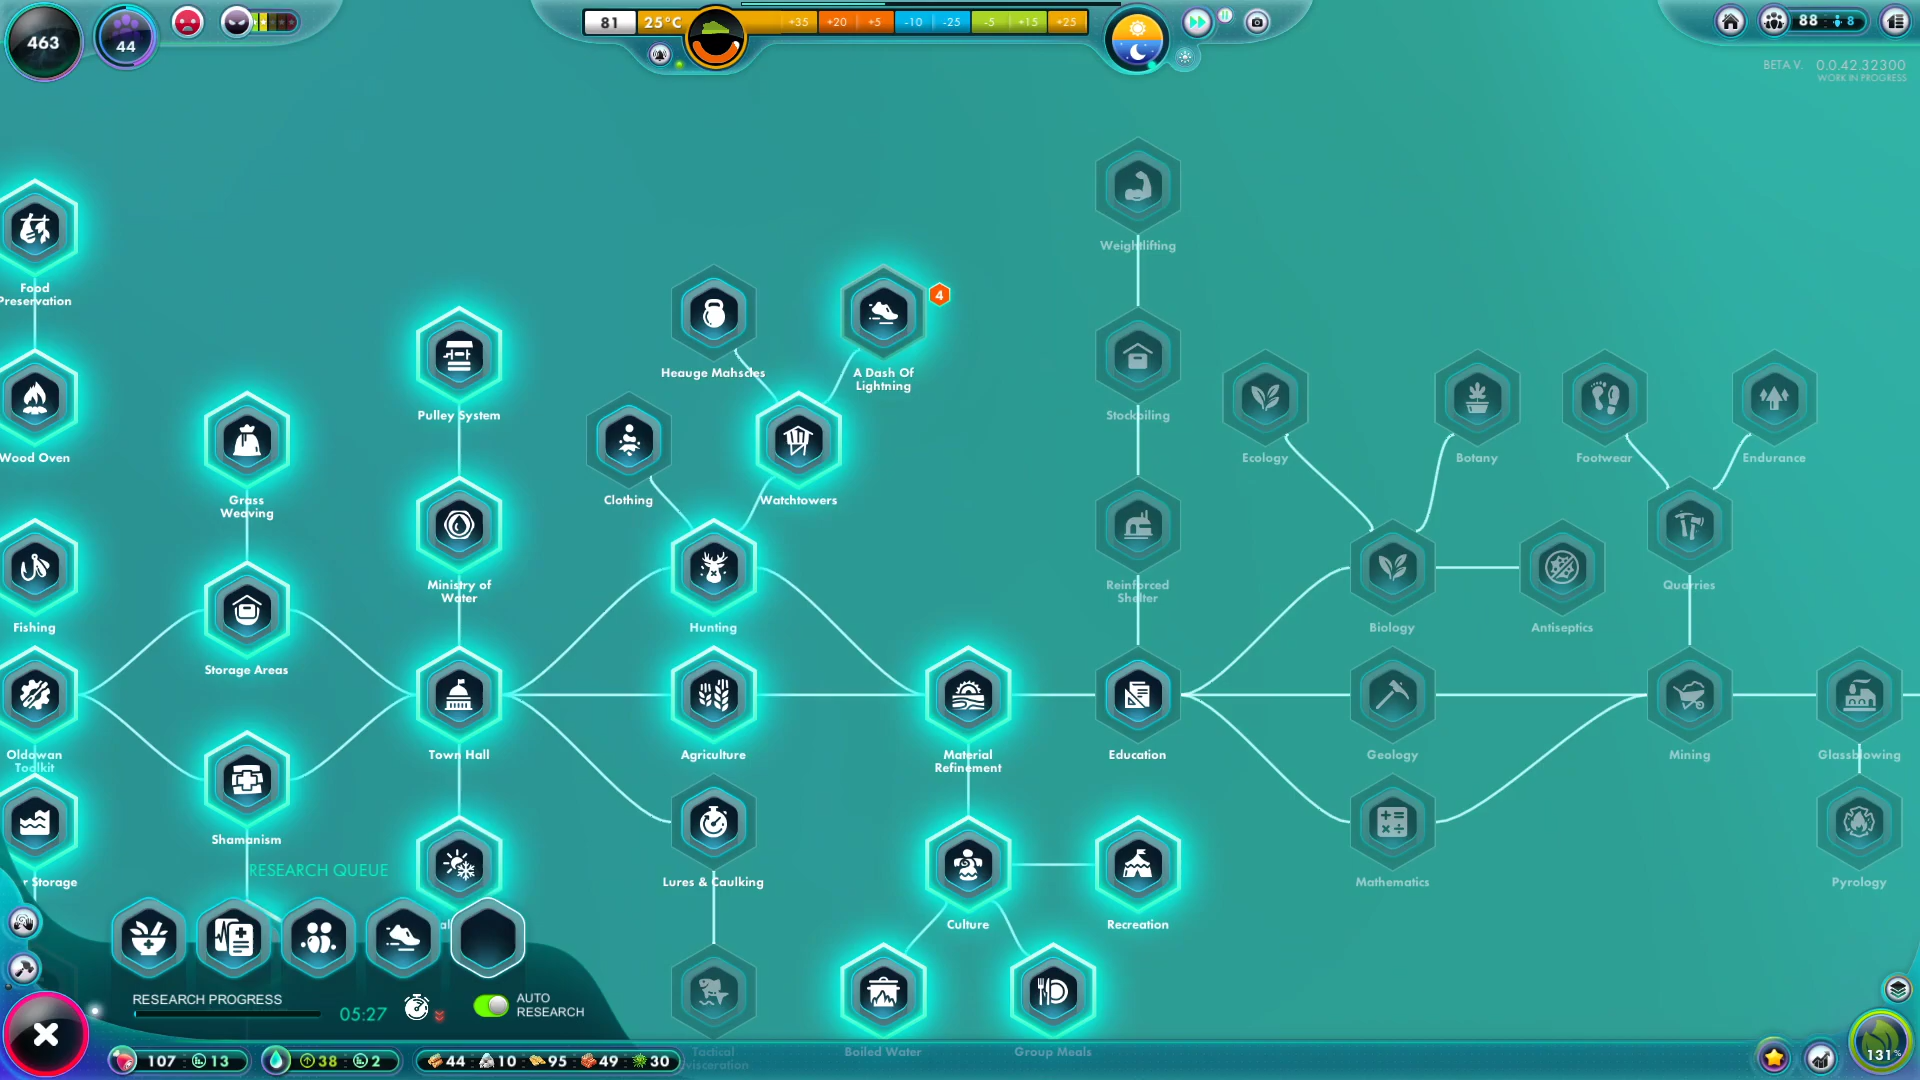 463
44
81
25°C
+35
+20
+5
-10
-25
-5
+15
+25
88
8
BETA V. 0.0.42.32300
WORK IN PROGRESS
Weightlifting
Food
Preservation
4
Heauge Mahscles
A Dash Of
Lightning
Pulley System
Stockpiling
Wood Oven
Grass
Weaving
Clothing
Watchtowers
Ecology
Botany
Footwear
Endurance
Ministry of
Water
Reinforced
Shelter
Quarries
Fishing
Hunting
Biology
Antiseptics
Storage Areas
Oldowan
Toolkit
Town Hall
Agriculture
Material
Refinement
Education
Geology
Mining
Glassblowing
Shamanism
r Storage
Lures & Caulking
Mathematics
Pyrology
RESEARCH QUEUE
al
Culture
Recreation
RESEARCH PROGRESS
05:27
AUTO
RESEARCH
Tactical
Evisceration
Boiled Water
Group Meals
107 : 13
38 : 2
44 : 10 : 95 : 49 : 30
131%